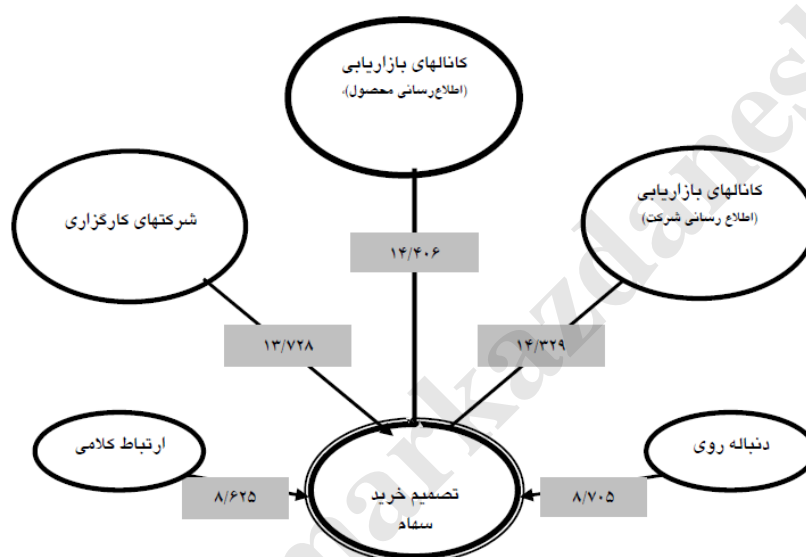 کانالهای بازاریابی
(اطلاع‌رسانی محصول)،
کانالهای بازاریابی
(اطلاع رسانی شرکت)
شرکتهای کارگزاری
۱۴/۴۰۶
۱۴/۳۲۹
۱۳/۷۲۸
دنباله روی
ارتباط کلامی
۸/۷۰۵
تصمیم خرید
سهام
۸/۶۲۵
markazdanesh